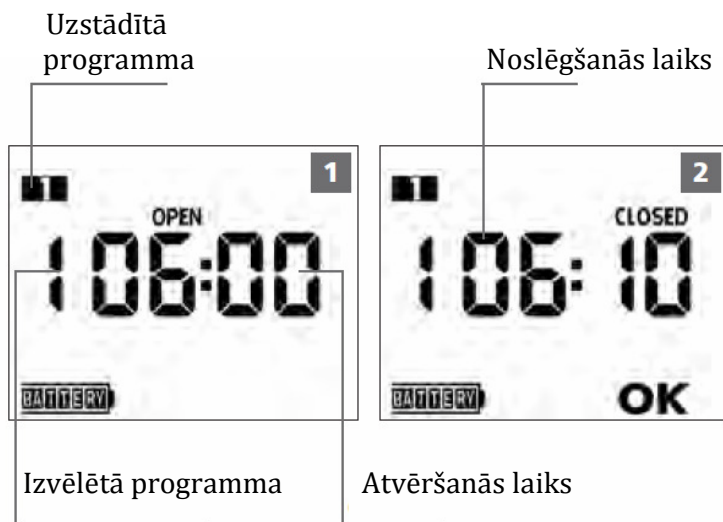 Uzstādītā
programma
Noslēgšanās laiks
1
1
OPEN
1 06:00
BATTERY
2
1
CLOSED
1 06:10
BATTERY
OK
Izvēlētā programma
Atvēršanās laiks